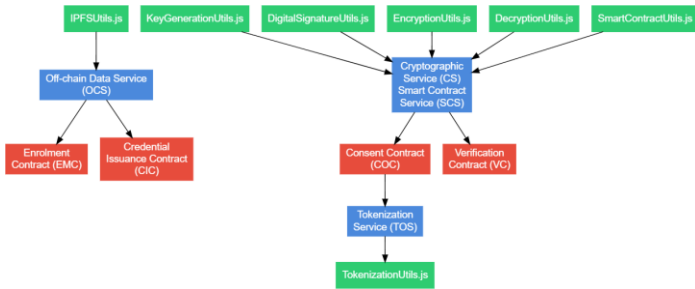 IPFSUtils.js
KeyGenerationUtils.js
DigitalSignatureUtils.js
EncryptionUtils.js
DecryptionUtils.js
SmartContractUtils.js
Off-chain Data Service
(OCS)
Cryptographic
Service (CS)
Smart Contract
Service (SCS)
Enrolment
Contract (EMC)
Credential
Issuance Contract
(CIC)
Consent Contract
(COC)
Verification
Contract (VC)
Tokenization
Service (TOS)
TokenizationUtils.js